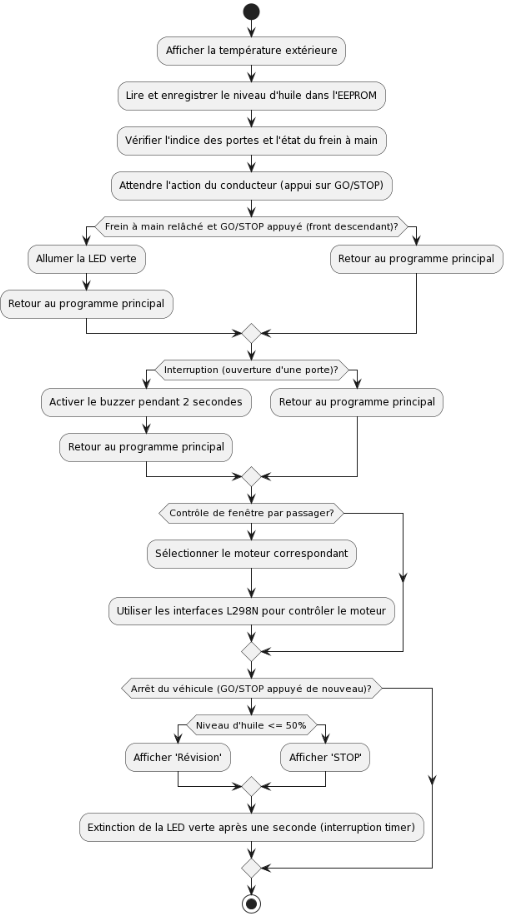 Afficher la température extérieure
Lire et enregistrer le niveau d'huile dans l'EEPROM
Vérifier l'indice des portes et l'état du frein à main
Attendre l'action du conducteur (appui sur GO/STOP)
Frein à main relâché et GO/STOP appuyé (front descendant)?
Allumer la LED verte
Retour au programme principal
Retour au programme principal
Interruption (ouverture d'une porte)?
Activer le buzzer pendant 2 secondes
Retour au programme principal
Retour au programme principal
Contrôle de fenêtre par passager?
Sélectionner le moteur correspondant
Utiliser les interfaces L298N pour contrôler le moteur
Arrêt du véhicule (GO/STOP appuyé de nouveau)?
Niveau d'huile <= 50%
Afficher 'Révision'
Afficher 'STOP'
Extinction de la LED verte après une seconde (interruption timer)